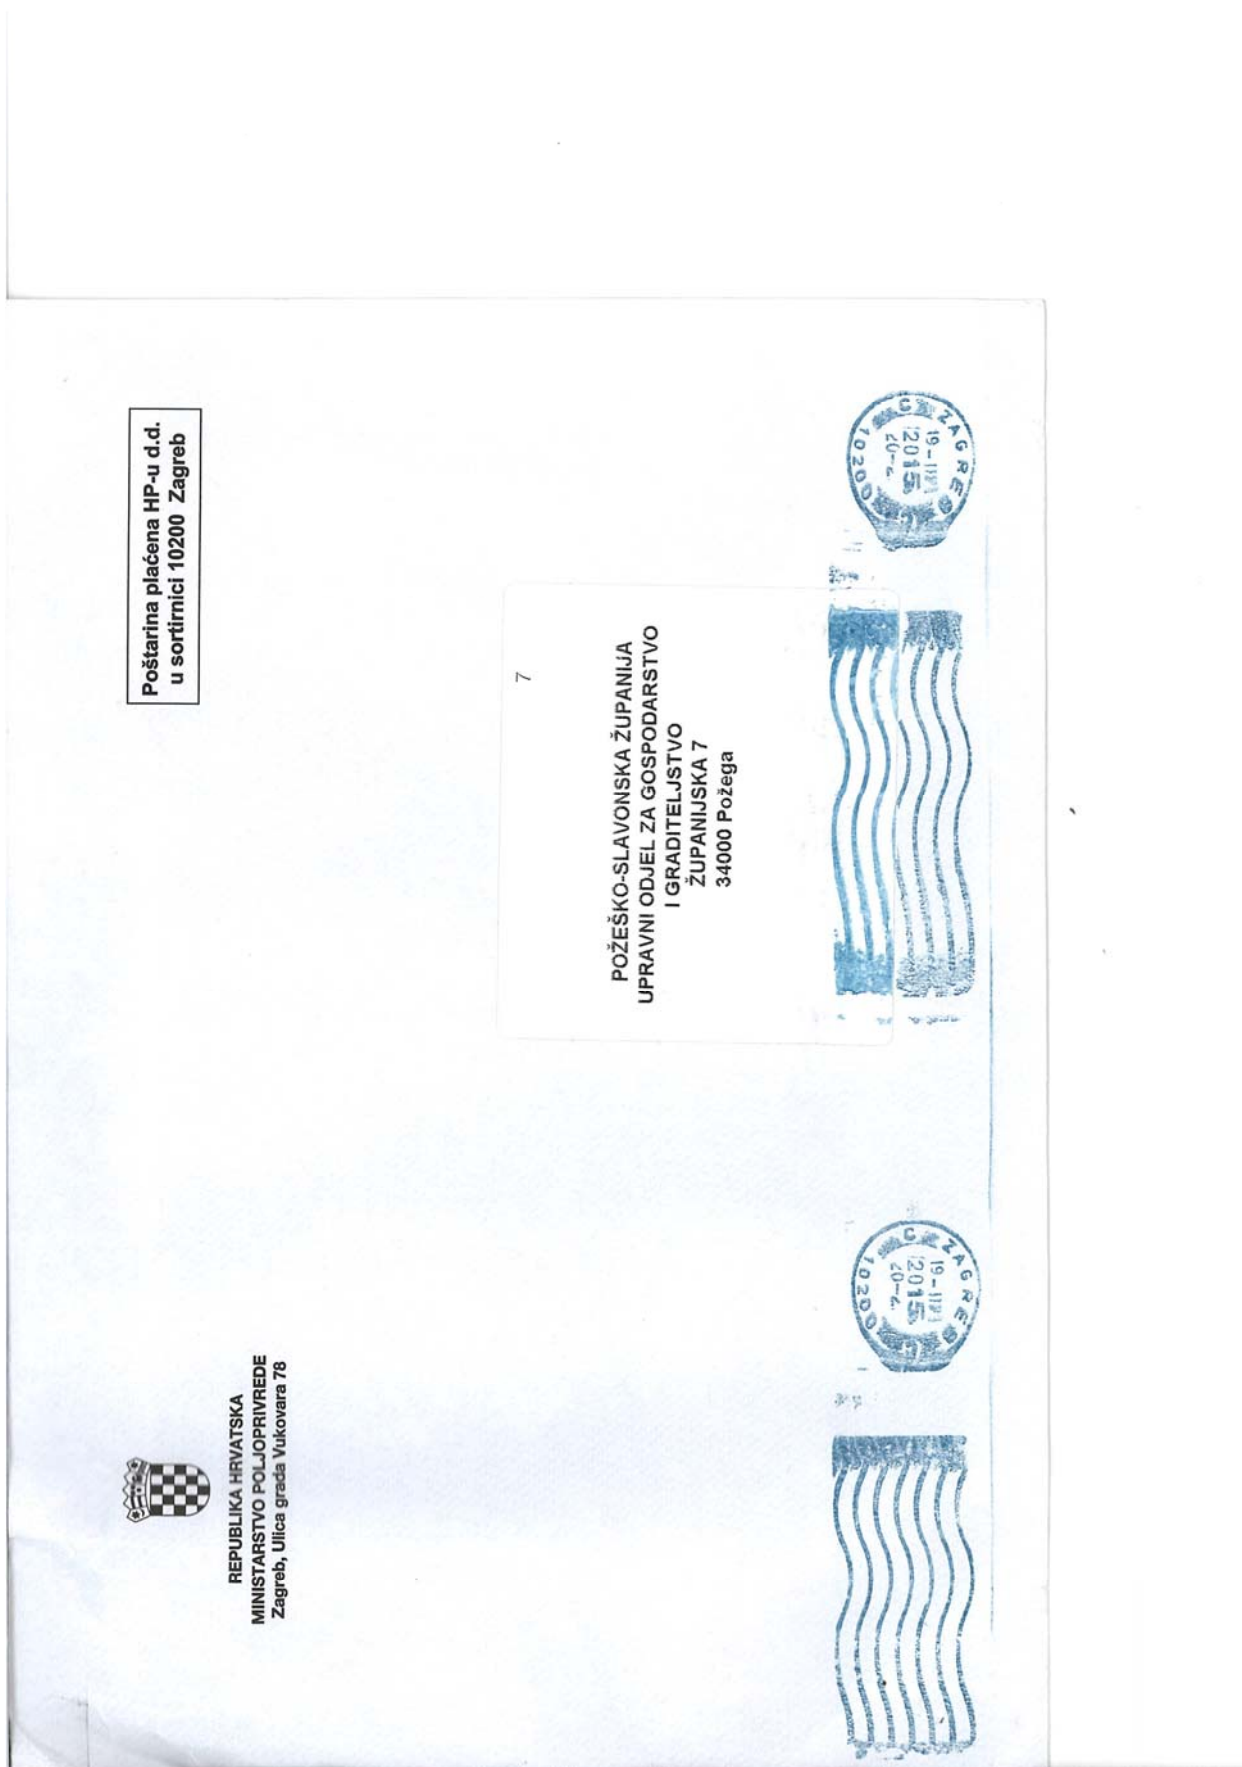 REPUBLIKA HRVATSKA
MINISTARSTVO POLJOPRIVREDE
Zagreb, Ulica grada Vukovara 78
Poštarina plaćena HP-u d.d.
u sortirnici 10200 Zagreb
7
POŽEŠKO-SLAVONSKA ŽUPANIJA
UPRAVNI ODJEL ZA GOSPODARSTVO
I GRADITELJSTVO
ŽUPANIJSKA 7
34000 Požega
10200
2015
ZAGREB
10200
2015
ZAGREB